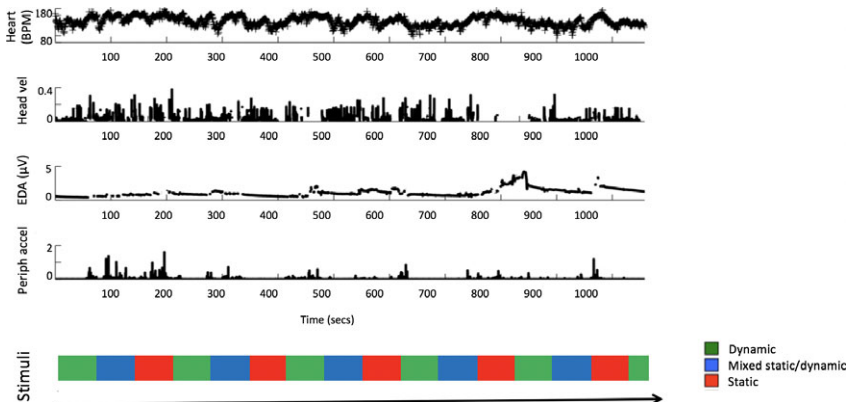 Heart
(BPM)
180
80
100 200 300 400 500 600 700 800 900 1000
Head vel
0.4
0
100 200 300 400 500 600 700 800 900 1000
EDA (µV)
5
0
100 200 300 400 500 600 700 800 900 1000
Periph accel
2
0
100 200 300 400 500 600 700 800 900 1000
Time (secs)
Stimuli
Dynamic
Mixed static/dynamic
Static